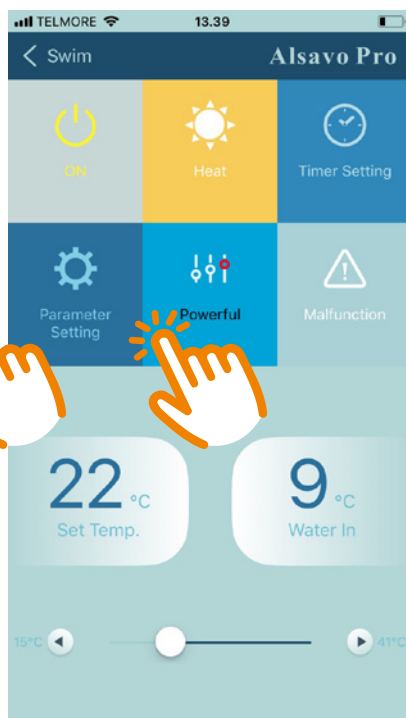 TELMORE 13.39
Swim Alsavo Pro
ON Heat Timer Setting
Parameter Setting
Powerful
Malfunction
22 °C 9 °C
Set Temp. Water In
15°C 41°C